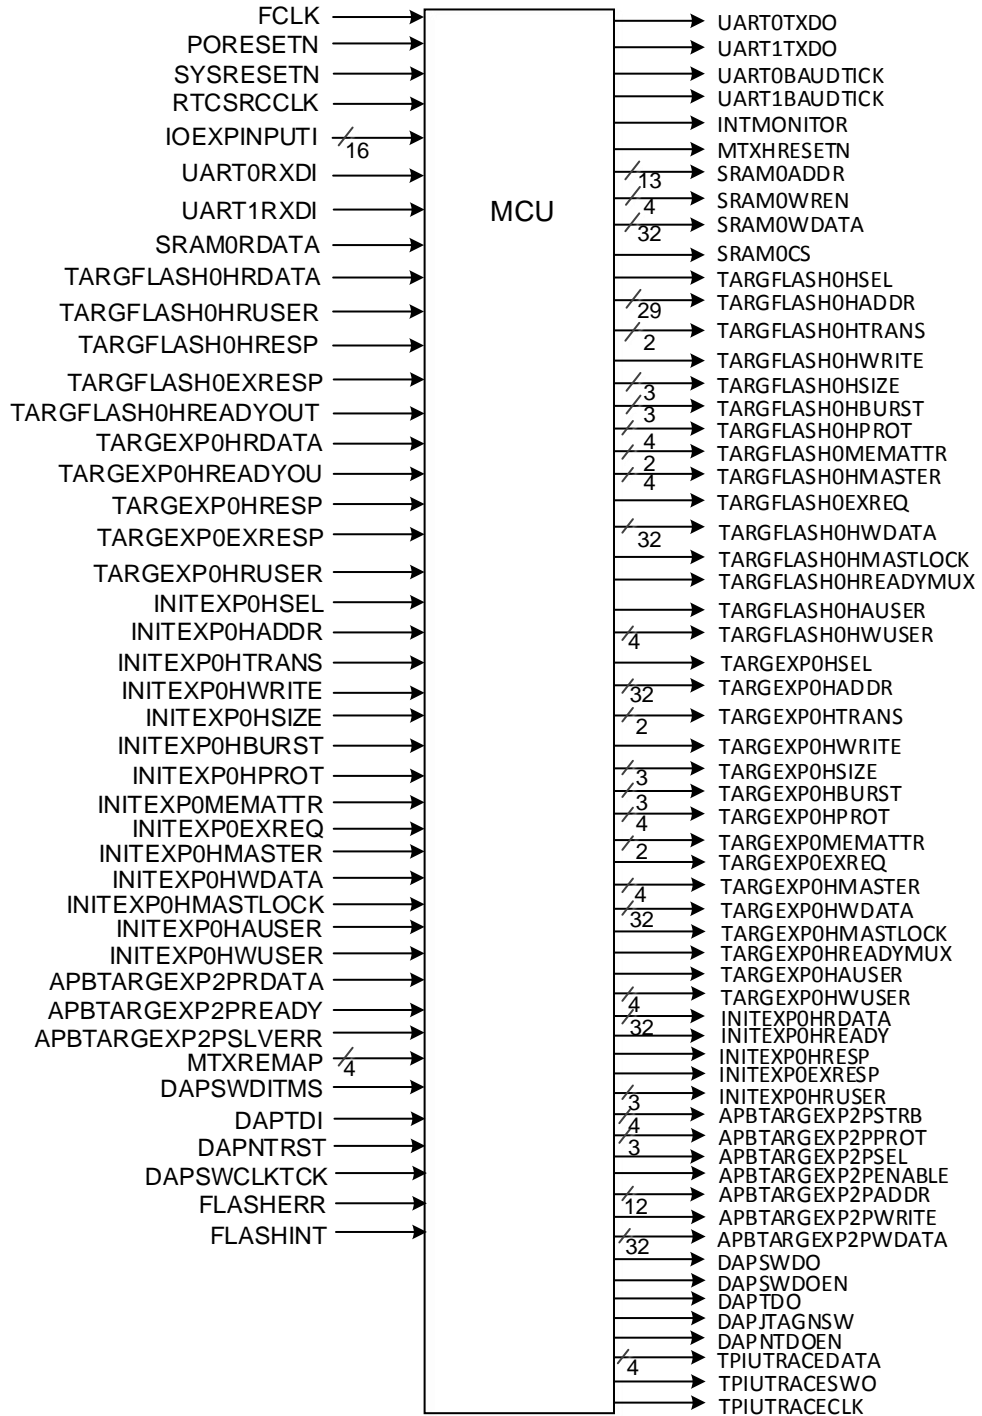 FCLK
PORESETN
SYSRESETN
RTCSRCCLK
IOEXPINPUTI
16
UART0RXDI
UART1RXDI
SRAM0RDATA
TARGFLASH0HRDATA
TARGFLASH0HRUSER
TARGFLASH0HRESP
TARGFLASH0EXRESP
TARGFLASH0HREADYOUT
TARGEXP0HRDATA
TARGEXP0HREADYOU
TARGEXP0HRESP
TARGEXP0EXRESP
TARGEXP0HRUSER
INITEXP0HSEL
INITEXP0HADDR
INITEXP0HTRANS
INITEXP0HWRITE
INITEXP0HSIZE
INITEXP0HBURST
INITEXP0HPROT
INITEXP0MEMATTR
INITEXP0EXREQ
INITEXP0HMASTER
INITEXP0HWDATA
INITEXP0HMASTLOCK
INITEXP0HAUSER
INITEXP0HWUSER
APBTARGEXP2PRDATA
APBTARGEXP2PREADY
APBTARGEXP2PSLVERR
MTXREMAP
4
DAPSWDITMS
DAPTDI
DAPNTRST
DAPSWCLKTCK
FLASHERR
FLASHINT
MCU
UART0TXDO
UART1TXDO
UART0BAUDTICK
UART1BAUDTICK
INTMONITOR
MTXHRESETN
13
SRAM0ADDR
4
SRAM0WREN
32
SRAM0WDATA
SRAM0CS
TARGFLASH0HSEL
29
TARGFLASH0HADDR
2
TARGFLASH0HTRANS
TARGFLASH0HWRITE
3
TARGFLASH0HSIZE
3
TARGFLASH0HBURST
4
TARGFLASH0HPROT
2
TARGFLASH0MEMATTR
4
TARGFLASH0HMASTER
TARGFLASH0EXREQ
32
TARGFLASH0HWDATA
TARGFLASH0HMASTLOCK
TARGFLASH0HREADYMUX
TARGFLASH0HAUSER
4
TARGFLASH0HWUSER
TARGEXP0HSEL
32
TARGEXP0HADDR
2
TARGEXP0HTRANS
TARGEXP0HWRITE
3
TARGEXP0HSIZE
3
TARGEXP0HBURST
4
TARGEXP0HPROT
2
TARGEXP0MEMATTR
TARGEXP0EXREQ
4
TARGEXP0HMASTER
32
TARGEXP0HWDATA
TARGEXP0HMASTLOCK
TARGEXP0HREADYMUX
TARGEXP0HAUSER
4
TARGEXP0HWUSER
32
INITEXP0HRDATA
INITEXP0HREADY
INITEXP0HRESP
INITEXP0EXRESP
3
INITEXP0HRUSER
4
APBTARGEXP2PSTRB
3
APBTARGEXP2PPROT
APBTARGEXP2PSEL
APBTARGEXP2PENABLE
12
APBTARGEXP2PADDR
APBTARGEXP2PWRITE
32
APBTARGEXP2PWDATA
DAPSWDO
DAPSWDOEN
DAPTDO
DAPJTAGNSW
DAPNTDOEN
4
TPIUTRACEDATA
TPIUTRACESWO
TPIUTRACECLK